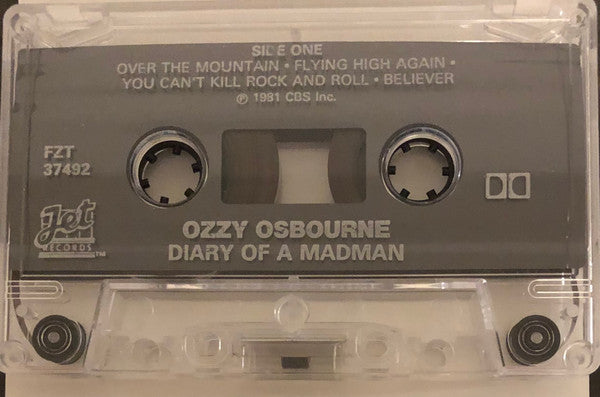 SIDE ONE
OVER THE MOUNTAIN • FLYING HIGH AGAIN •
YOU CAN'T KILL ROCK AND ROLL • BELIEVER
℗ 1981 CBS Inc.
FZT
37492
Jet
RECORDS
TM
OZZY OSBOURNE
DIARY OF A MADMAN